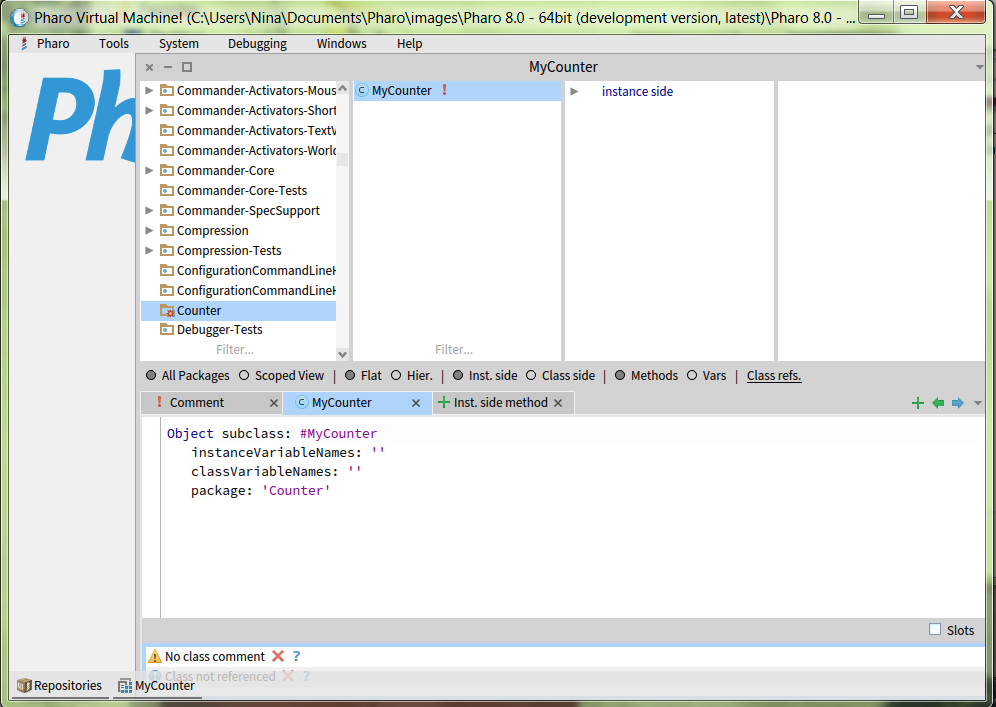 Pharo Virtual Machine! (C:\Users\Nina\Documents\Pharo\images\Pharo 8.0 - 64bit (development version, latest)\Pharo 8.0 - ...
Pharo Tools System Debugging Windows Help
Ph
MyCounter
Commander-Activators-Mous
Commander-Activators-Short
Commander-Activators-TextV
Commander-Activators-World
Commander-Core
Commander-Core-Tests
Commander-SpecSupport
Compression
Compression-Tests
ConfigurationCommandLineH
ConfigurationCommandLineH
Counter
Debugger-Tests
Filter...
MyCounter !
Filter...
instance side
All Packages Scoped View | Flat Hier. | Inst. side Class side | Methods Vars | Class refs.
! Comment
MyCounter
Inst. side method
Object subclass: #MyCounter
instanceVariableNames: ''
classVariableNames: ''
package: 'Counter'
Slots
No class comment ?
Class not referenced ?
Repositories MyCounter